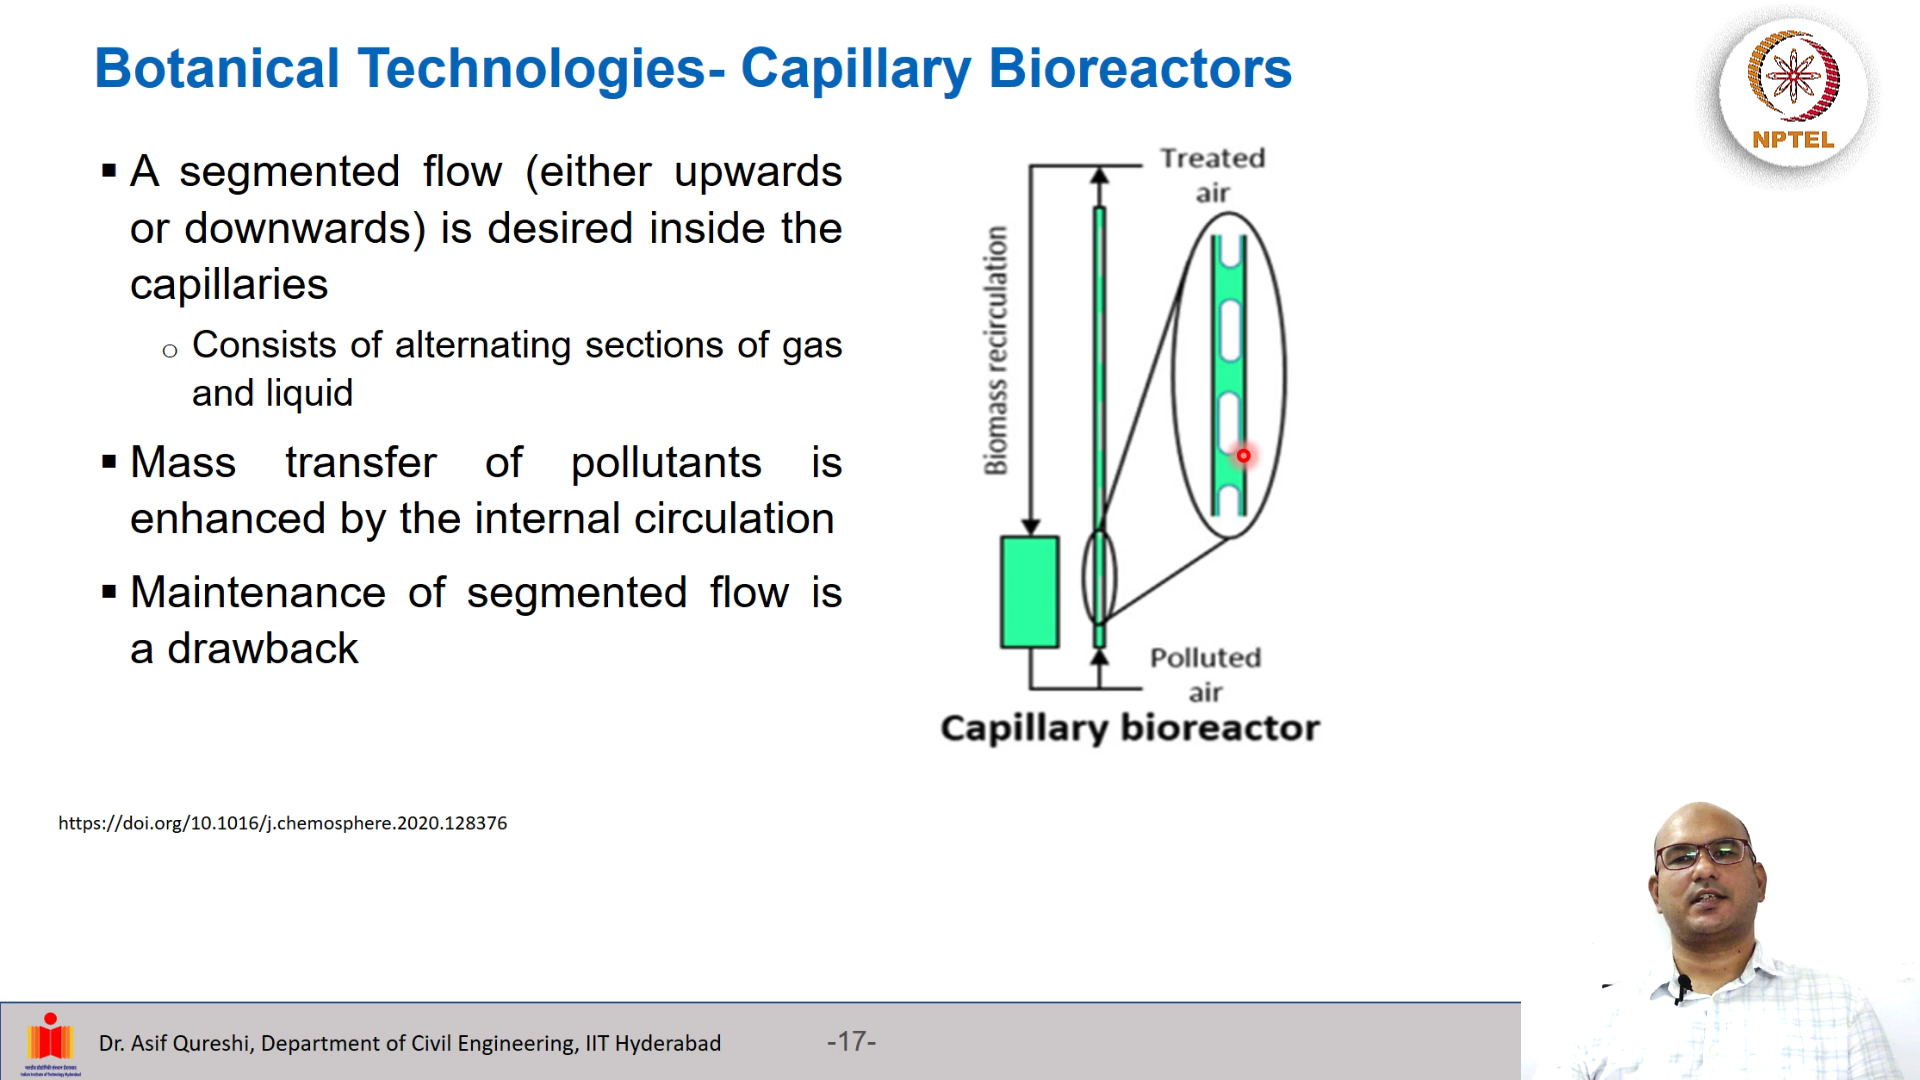 Botanical Technologies- Capillary Bioreactors
NPTEL
▪ A segmented flow (either upwards
or downwards) is desired inside the
capillaries
o Consists of alternating sections of gas
and liquid
▪ Mass transfer of pollutants is
enhanced by the internal circulation
▪ Maintenance of segmented flow is
a drawback
Treated
air
Biomass recirculation
Polluted
air
Capillary bioreactor
https://doi.org/10.1016/j.chemosphere.2020.128376
Dr. Asif Qureshi, Department of Civil Engineering, IIT Hyderabad
-17-